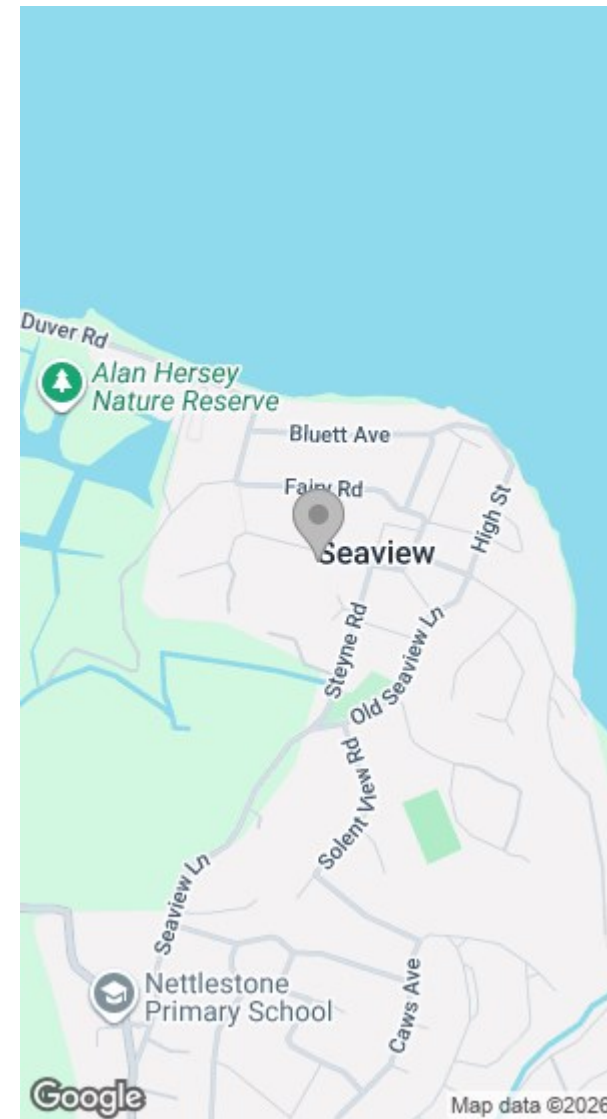 Duver Rd
Alan Hersey
Nature Reserve
Bluett Ave
Fairy Rd
High St
Seaview
Steyne Rd
Old Seaview Ln
Solent View Rd
Seaview Ln
Nettlestone
Primary School
Caws Ave
Google
Map data ©2026